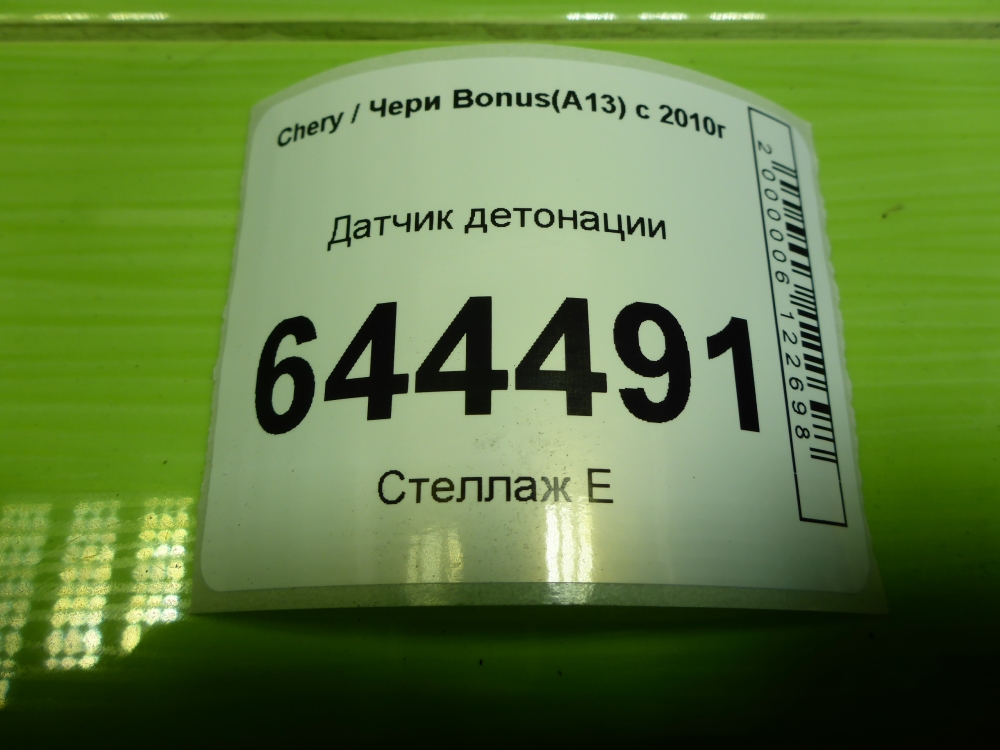 Chery / Чери Bonus(A13) с 2010г
Датчик детонации
644491
Стеллаж Е
2000006122698